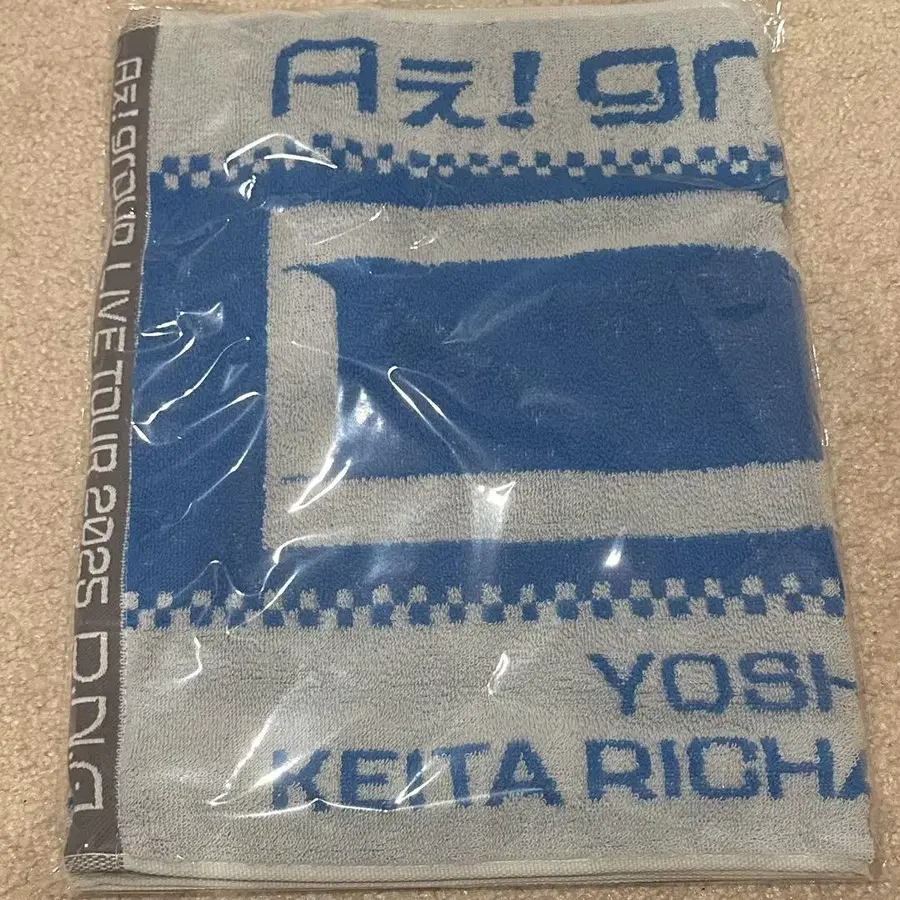 Aぇ! gr
Aぇ! group LIVE TOUR 2025 D.N.A
YOSH
KEITA RICHA